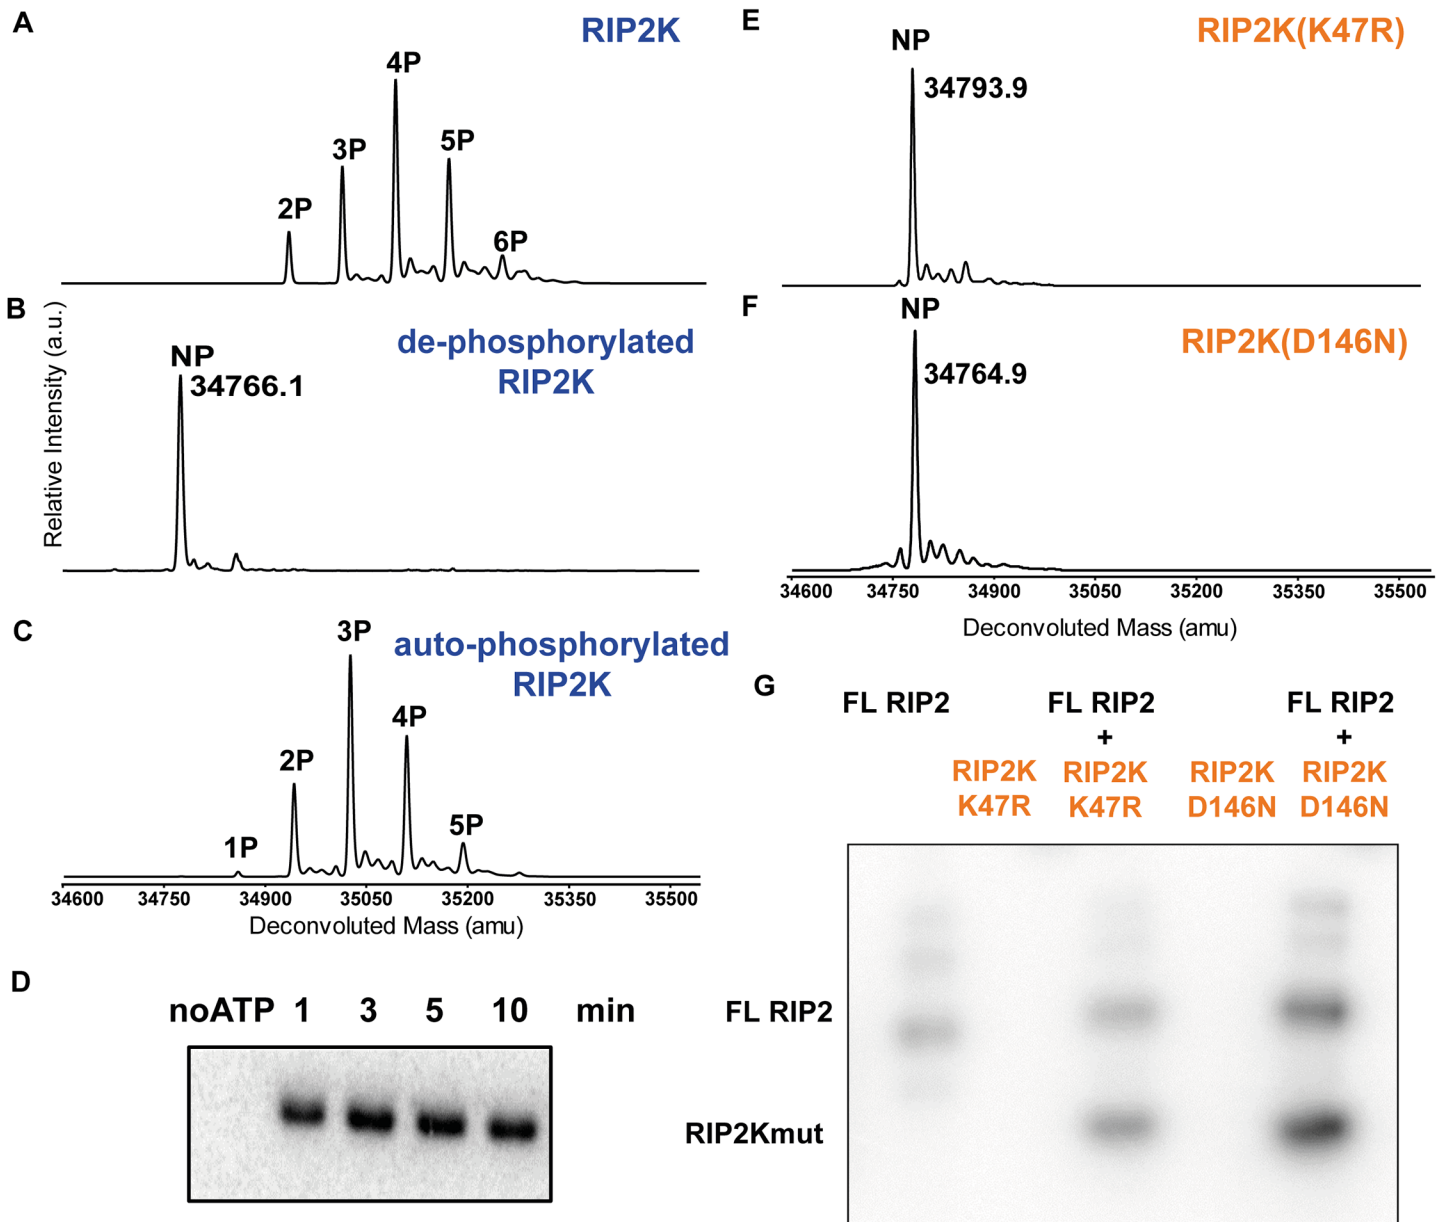 A
RIP2K
2P
3P
4P
5P
6P
B
de-phosphorylated
RIP2K
NP
34766.1
Relative Intensity (a.u.)
C
auto-phosphorylated
RIP2K
1P
2P
3P
4P
5P
34600 34750 34900 35050 35200 35350 35500
Deconvoluted Mass (amu)
D
noATP 1 3 5 10 min
E
RIP2K(K47R)
NP
34793.9
F
RIP2K(D146N)
NP
34764.9
34600 34750 34900 35050 35200 35350 35500
Deconvoluted Mass (amu)
G
FL RIP2 FL RIP2 FL RIP2
+ +
RIP2K RIP2K RIP2K RIP2K
K47R K47R D146N D146N
FL RIP2
RIP2Kmut